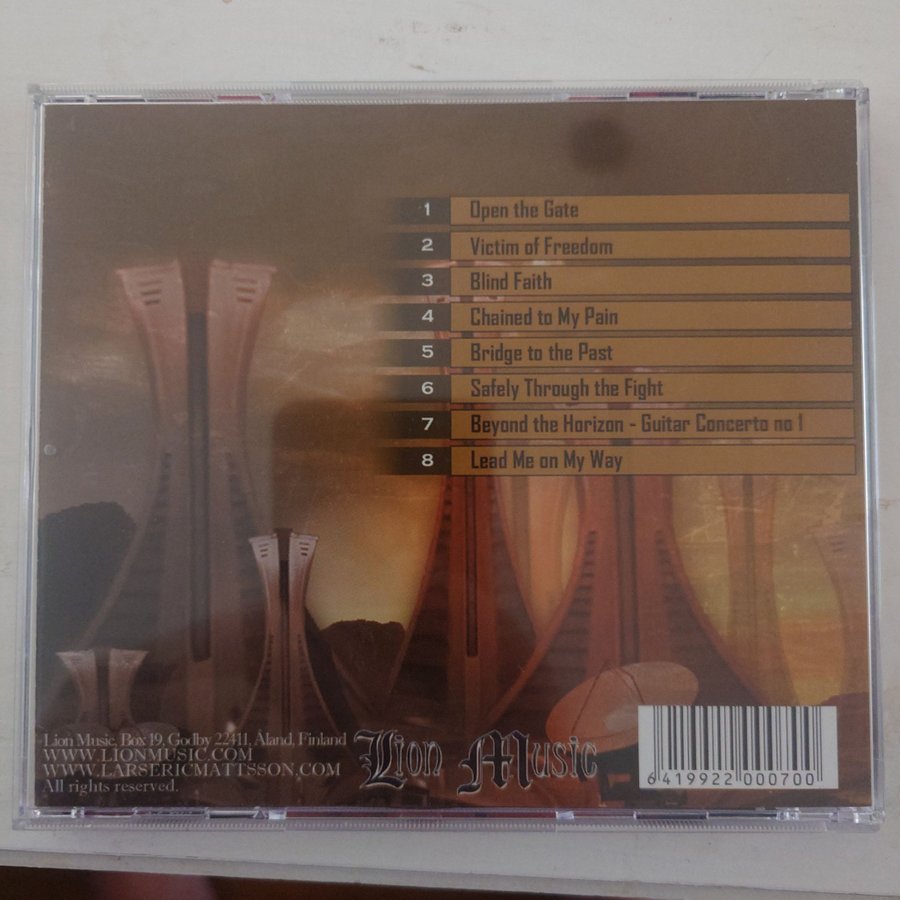 1 Open the Gate
2 Victim of Freedom
3 Blind Faith
4 Chained to My Pain
5 Bridge to the Past
6 Safely Through the Fight
7 Beyond the Horizon - Guitar Concerto no 1
8 Lead Me on My Way
Lion Music, Box 19, Godby 22411, Åland, Finland
WWW.LIONMUSIC.COM
WWW.LARSERICMATTSSON.COM
All rights reserved.
Lion Music
6 419922 000700